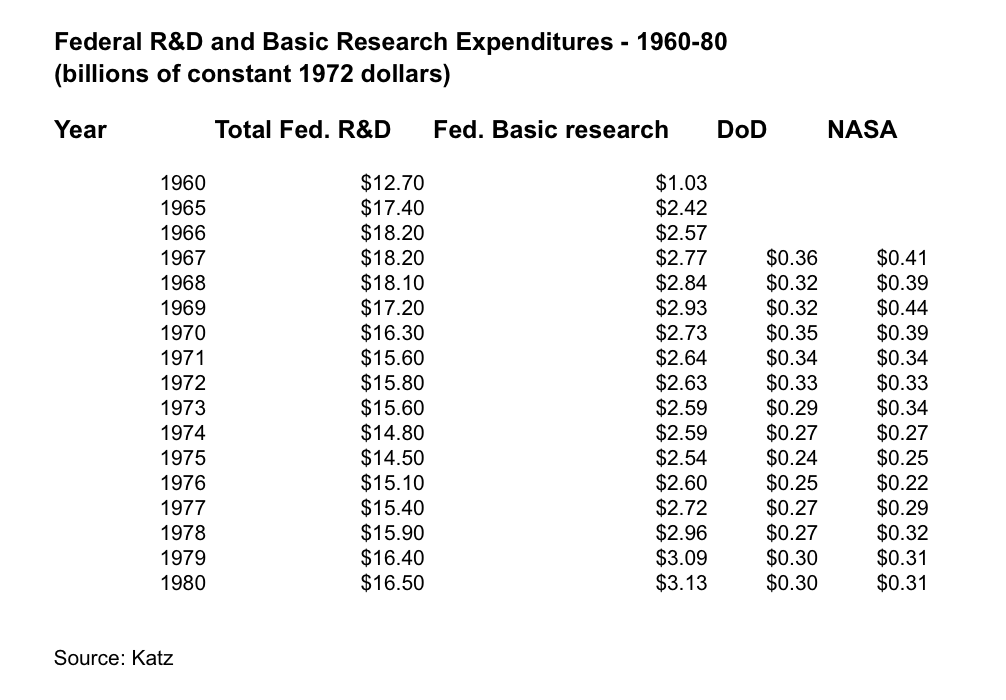 Federal R&D and Basic Research Expenditures - 1960-80
(billions of constant 1972 dollars)
Year Total Fed. R&D Fed. Basic research DoD NASA
1960 $12.70 $1.03
1965 $17.40 $2.42
1966 $18.20 $2.57
1967 $18.20 $2.77 $0.36 $0.41
1968 $18.10 $2.84 $0.32 $0.39
1969 $17.20 $2.93 $0.32 $0.44
1970 $16.30 $2.73 $0.35 $0.39
1971 $15.60 $2.64 $0.34 $0.34
1972 $15.80 $2.63 $0.33 $0.33
1973 $15.60 $2.59 $0.29 $0.34
1974 $14.80 $2.59 $0.27 $0.27
1975 $14.50 $2.54 $0.24 $0.25
1976 $15.10 $2.60 $0.25 $0.22
1977 $15.40 $2.72 $0.27 $0.29
1978 $15.90 $2.96 $0.27 $0.32
1979 $16.40 $3.09 $0.30 $0.31
1980 $16.50 $3.13 $0.30 $0.31
Source: Katz